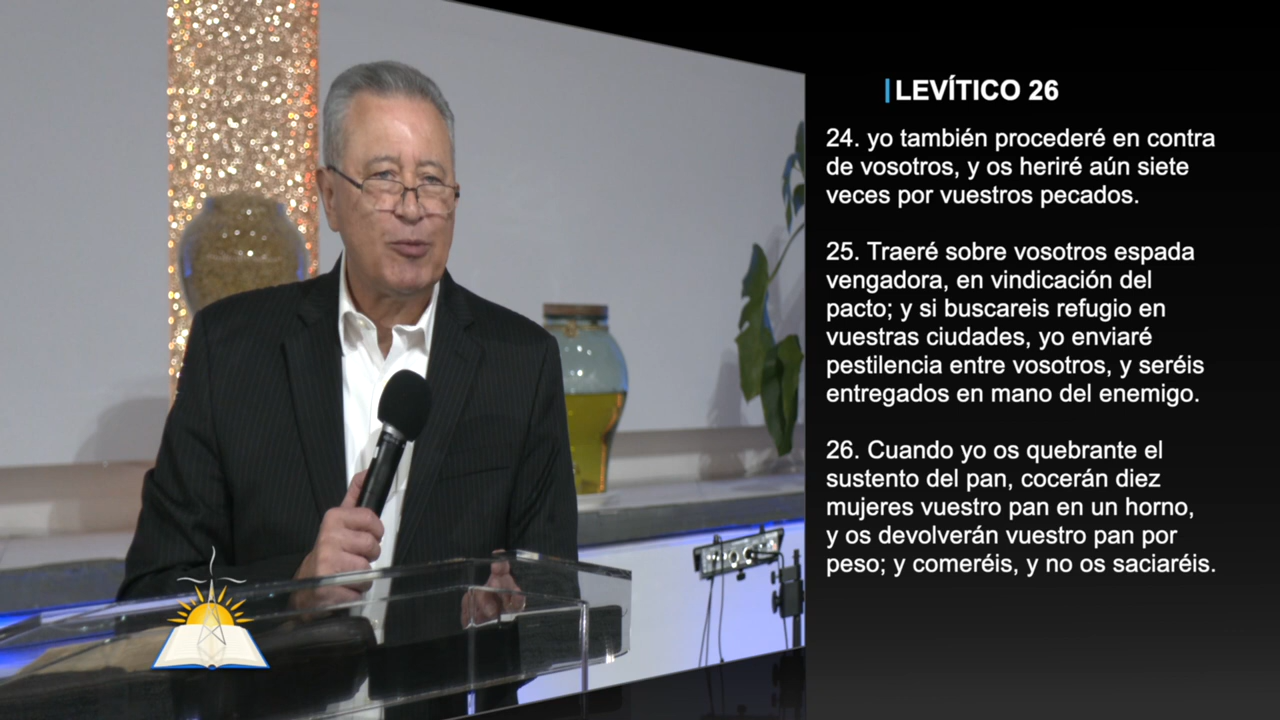 LEVÍTICO 26
24. yo también procederé en contra
de vosotros, y os heriré aún siete
veces por vuestros pecados.
25. Traeré sobre vosotros espada
vengadora, en vindicación del
pacto; y si buscareis refugio en
vuestras ciudades, yo enviaré
pestilencia entre vosotros, y seréis
entregados en mano del enemigo.
26. Cuando yo os quebrante el
sustento del pan, cocerán diez
mujeres vuestro pan en un horno,
y os devolverán vuestro pan por
peso; y comeréis, y no os saciaréis.